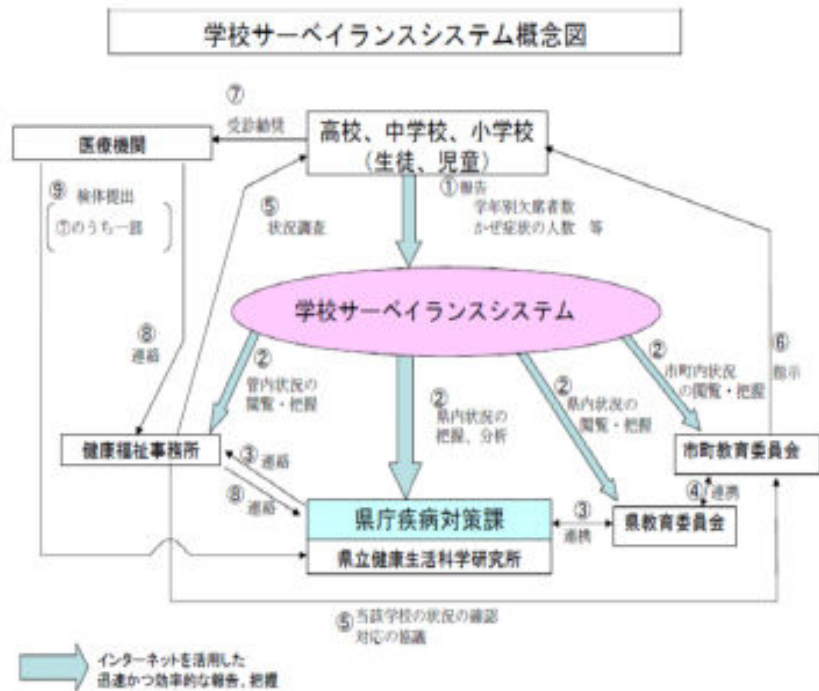 学校サーベイランスシステム概念図
⑦
受診勧奨
高校、中学校、小学校
（生徒、児童）
医療機関
①報告
学年別欠席者数
かぜ症状の人数 等
⑨ 検体提出
⑦のうち一部
⑤
状況調査
学校サーベイランスシステム
⑧
連絡
②
管内状況の
閲覧・把握
②
県内状況の
把握、分析
②
県内状況の
閲覧・把握
②
市町内状況
の閲覧・把握
⑥
指示
健康福祉事務所
③連絡
⑧連絡
市町教育委員会
④連携
県庁疾病対策課
県立健康生活科学研究所
③
連携
県教育委員会
⑤当該学校の状況の確認
対応の協議
インターネットを活用した
迅速かつ効率的な報告、把握